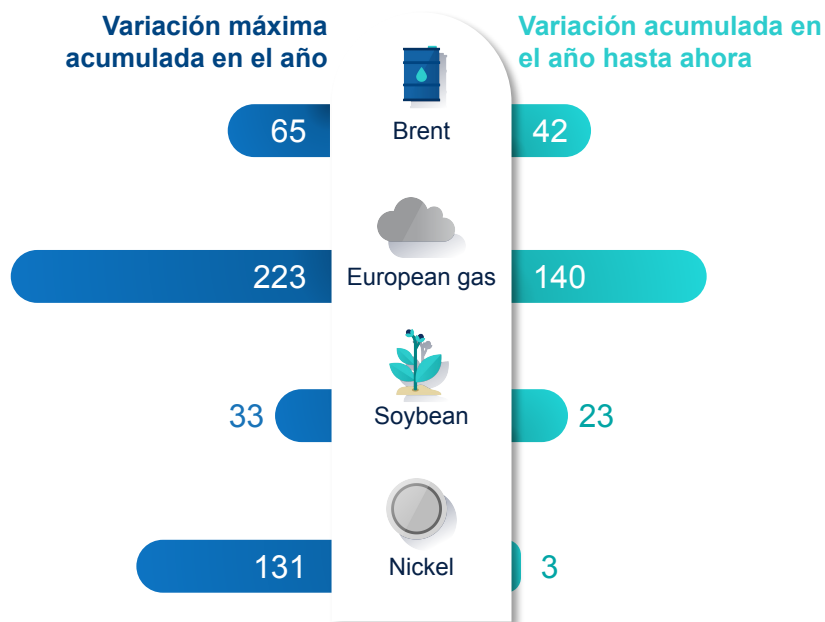 Variación máxima
acumulada en el año
Variación acumulada en
el año hasta ahora
65
Brent
42
223
European gas
140
33
Soybean
23
131
Nickel
3